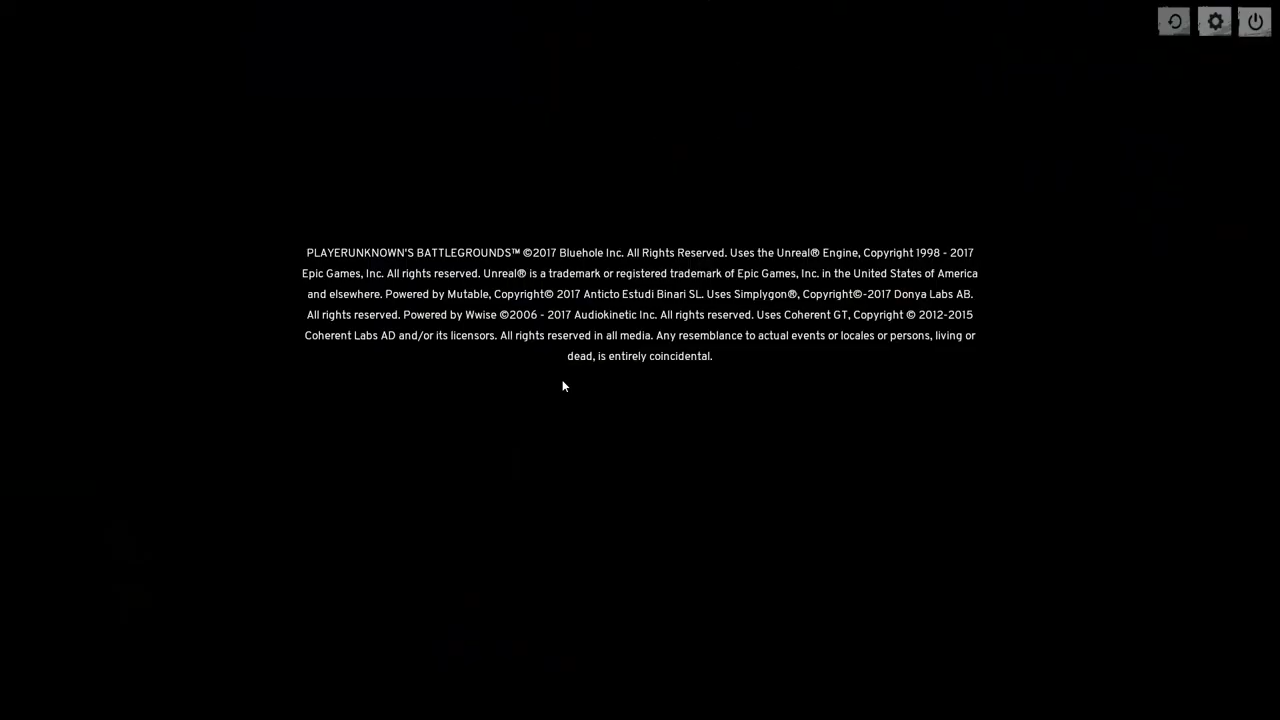 PLAYERUNKNOWN'S BATTLEGROUNDS™ ©2017 Bluehole Inc. All Rights Reserved. Uses the Unreal® Engine, Copyright 1998 - 2017
Epic Games, Inc. All rights reserved. Unreal® is a trademark or registered trademark of Epic Games, Inc. in the United States of America
and elsewhere. Powered by Mutable, Copyright© 2017 Anticto Estudi Binari SL. Uses Simplygon®, Copyright©-2017 Donya Labs AB.
All rights reserved. Powered by Wwise ©2006 - 2017 Audiokinetic Inc. All rights reserved. Uses Coherent GT, Copyright © 2012-2015
Coherent Labs AD and/or its licensors. All rights reserved in all media. Any resemblance to actual events or locales or persons, living or
dead, is entirely coincidental.